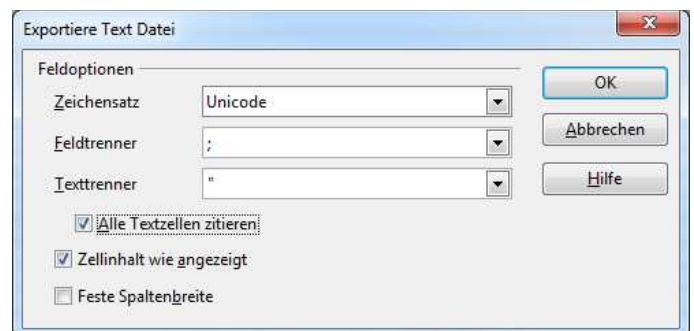 Exportiere Text Datei
Feldoptionen
Zeichensatz Unicode
Feldtrenner ;
Texttrenner "
Alle Textzellen zitieren
Zellinhalt wie angezeigt
Feste Spaltenbreite
OK
Abbrechen
Hilfe